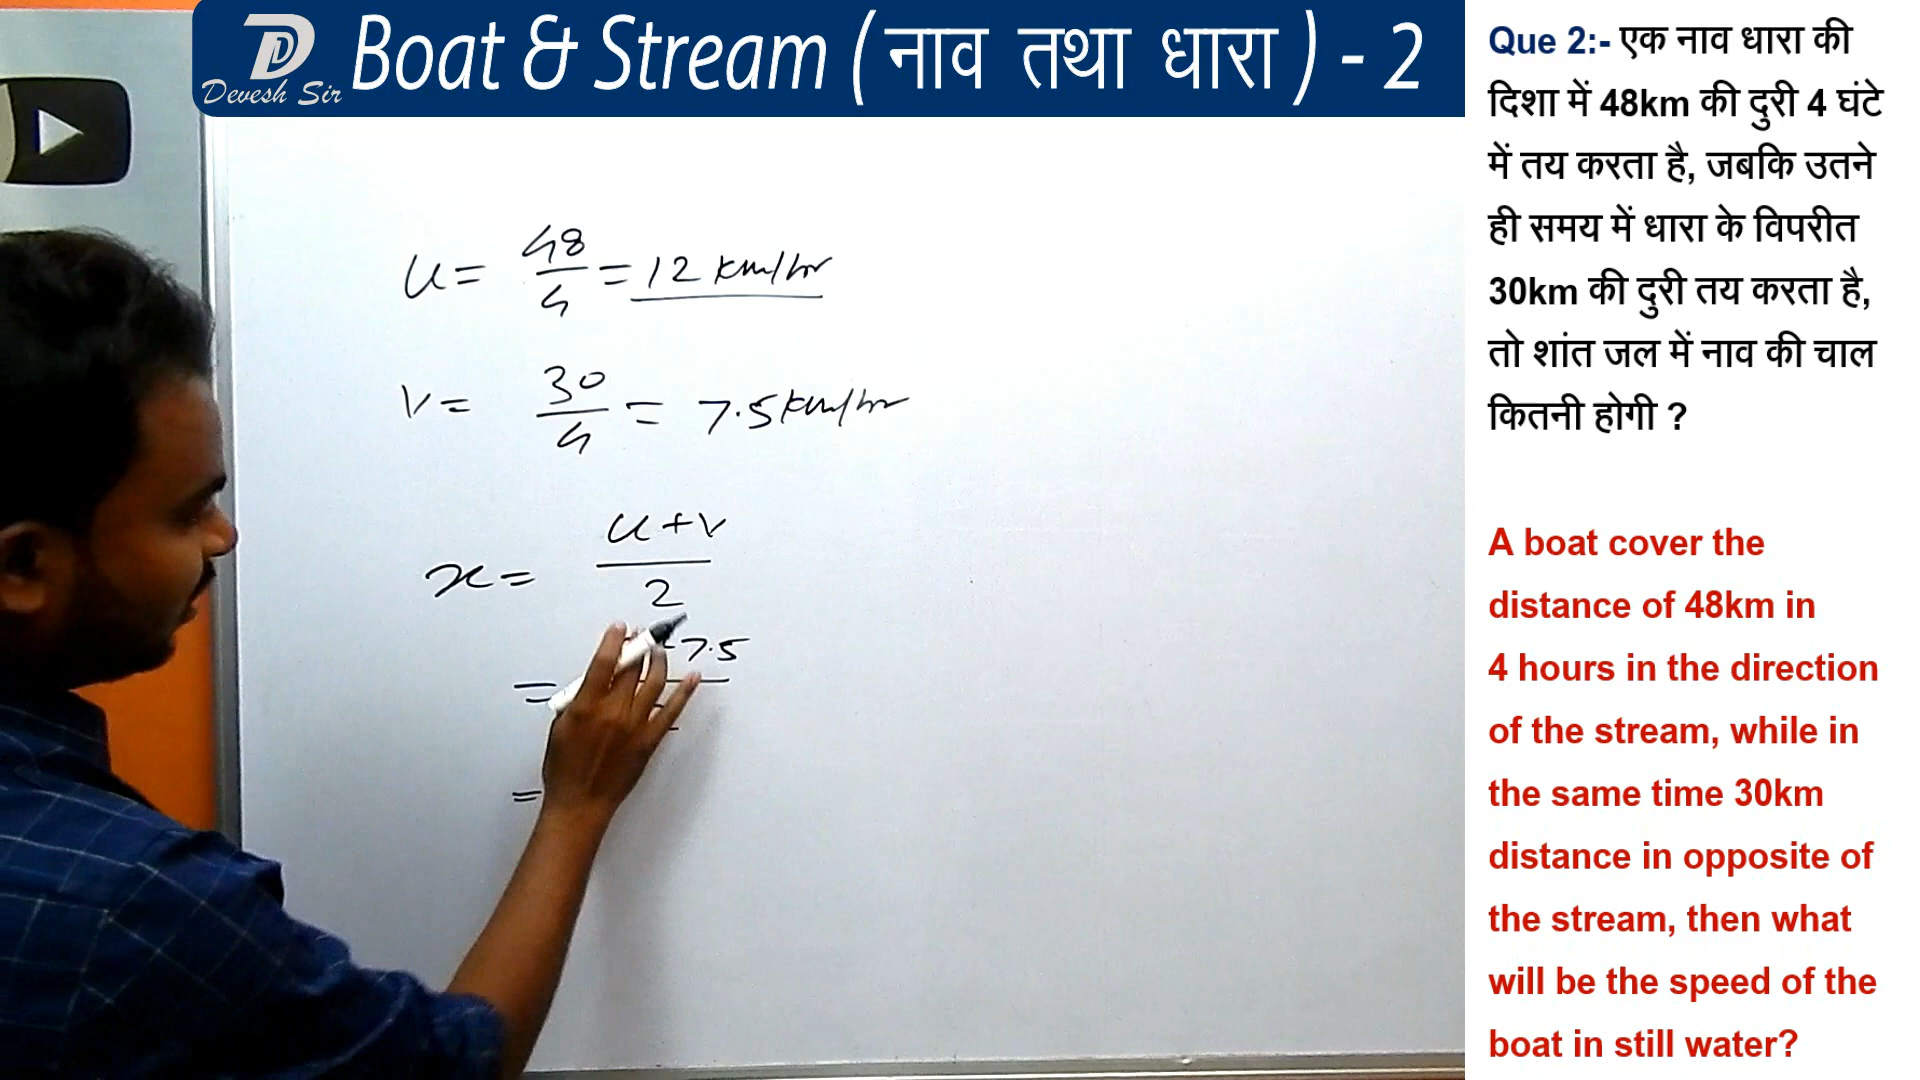 Devesh Sir
Boat & Stream ( नाव तथा धारा ) - 2
u = 48/4 = 12 km/hr
v = 30/4 = 7.5 km/hr
x = u+v/2
= 7.5
=
Que 2:- एक नाव धारा की
दिशा में 48km की दुरी 4 घंटे
में तय करता है, जबकि उतने
ही समय में धारा के विपरीत
30km की दुरी तय करता है,
तो शांत जल में नाव की चाल
कितनी होगी ?
A boat cover the
distance of 48km in
4 hours in the direction
of the stream, while in
the same time 30km
distance in opposite of
the stream, then what
will be the speed of the
boat in still water?